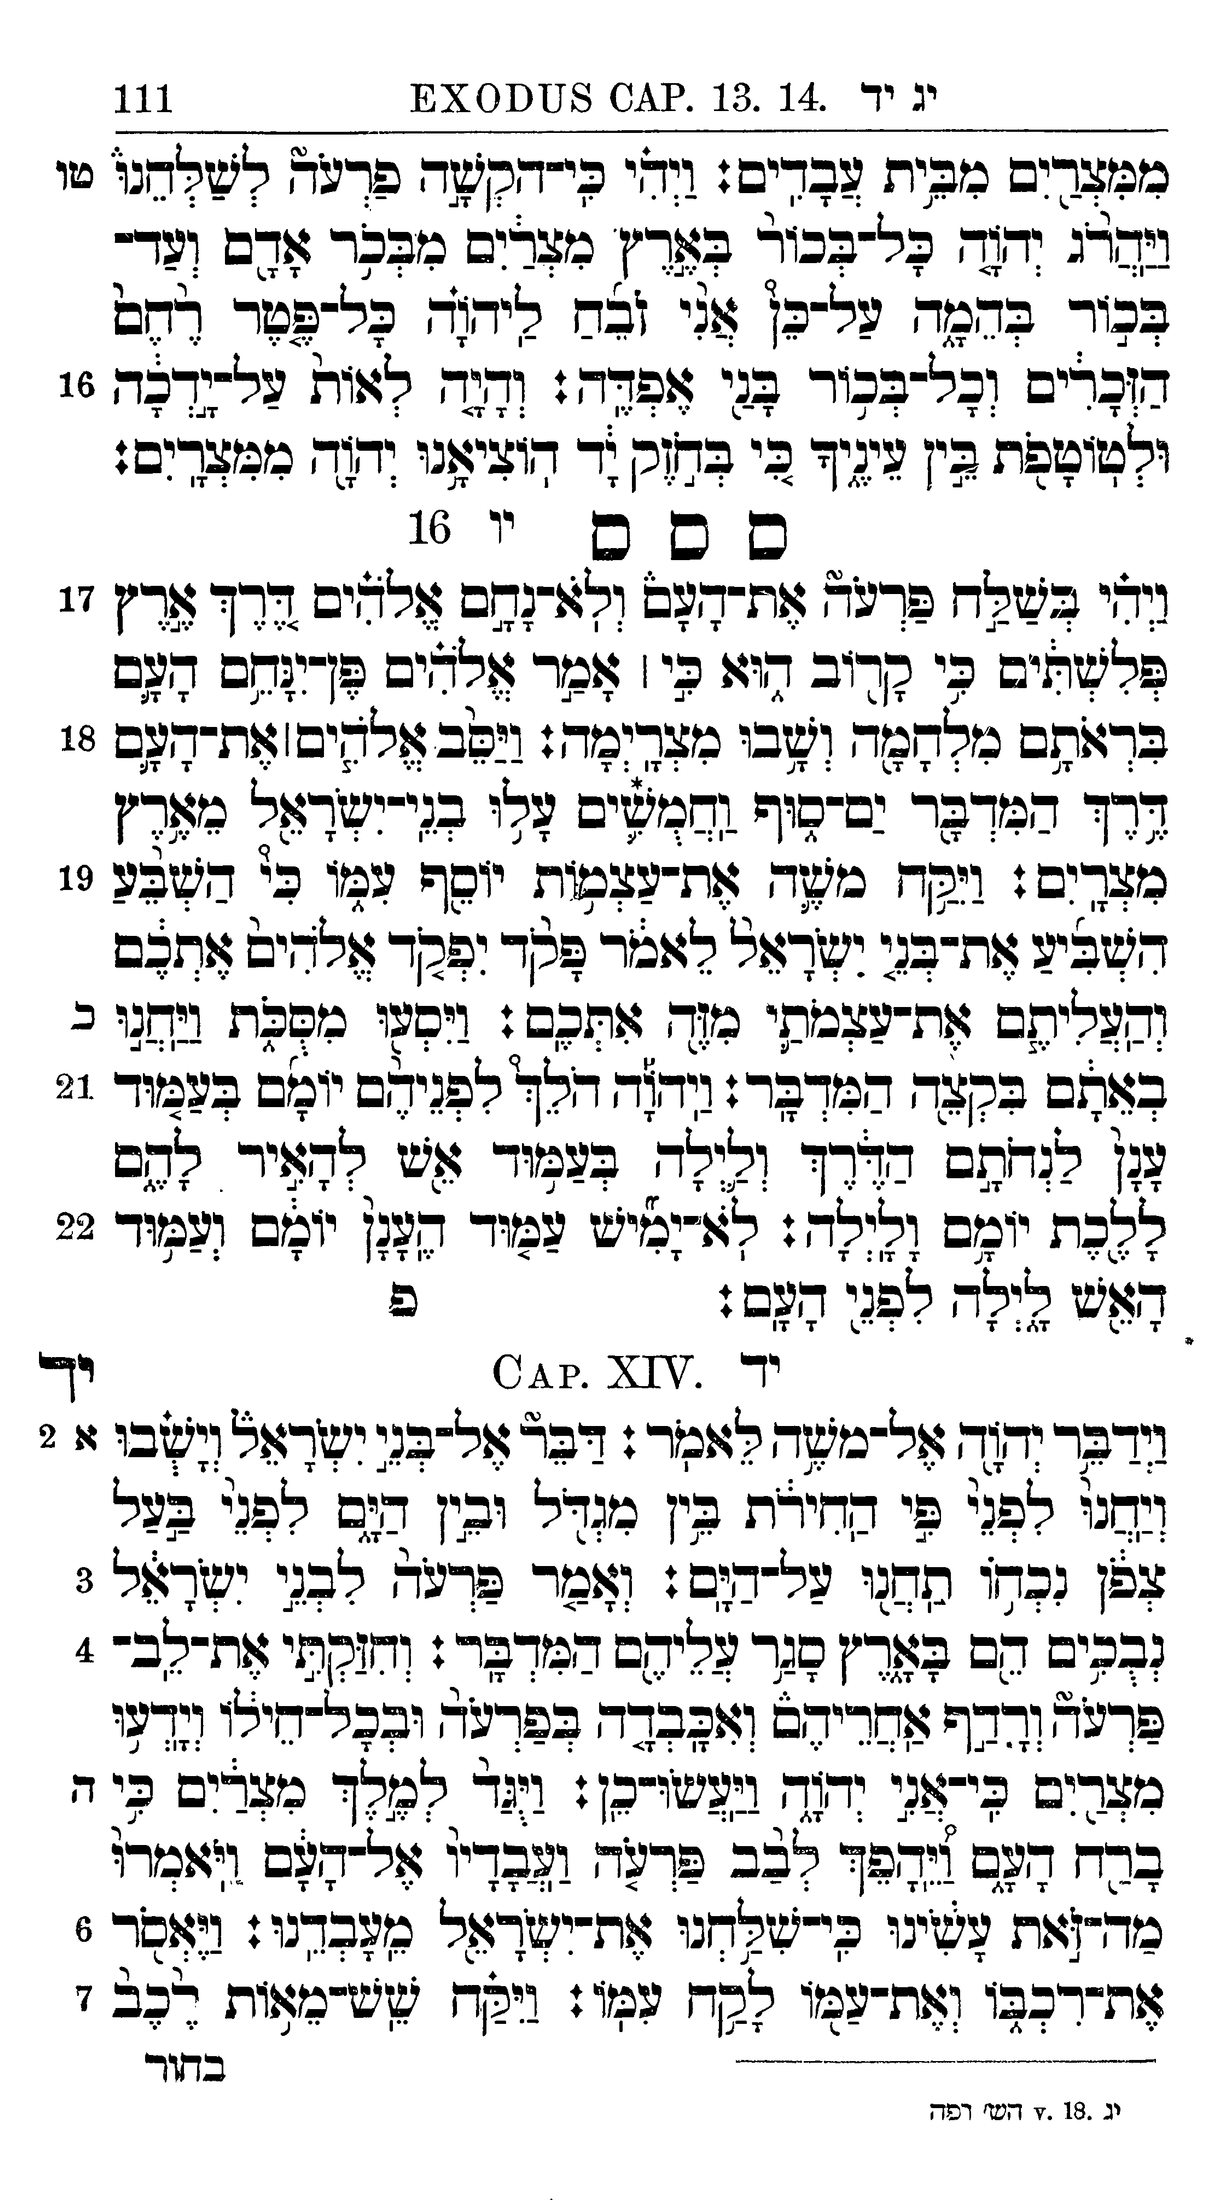 111 EXODUS CAP. 13. 14. יג יד
טו מִמִּצְרַ֖יִם מִבֵּ֥ית עֲבָדִֽים׃ וַיְהִ֗י כִּֽי־הִקְשָׁ֣ה פַרְעֹה֮ לְשַׁלְּחֵנוּ֒
וַיַּהֲרֹ֨ג יְהוָ֤ה כָּל־בְּכוֹר֙ בְּאֶ֣רֶץ מִצְרַ֔יִם מִבְּכֹ֥ר אָדָ֖ם וְעַד־
בְּכ֣וֹר בְּהֵמָ֑ה עַל־כֵּן֩ אֲנִ֨י זֹבֵ֜חַ לַֽיהוָ֗ה כָּל־פֶּ֤טֶר רֶ֙חֶם֙
16 הַזְּכָרִ֔ים וְכָל־בְּכ֥וֹר בָּנַ֖י אֶפְדֶּֽה׃ וְהָיָ֤ה לְאוֹת֙ עַל־יָ֣דְכָ֔ה
וּלְטוֹטָפֹ֖ת בֵּ֣ין עֵינֶ֑יךָ כִּ֚י בְּחֹ֣זֶק יָ֔ד הוֹצִיאָ֥נוּ יְהוָ֖ה מִמִּצְרָֽיִם׃
ס ס ס יו 16
17 וַיְהִ֗י בְּשַׁלַּ֣ח פַּרְעֹה֮ אֶת־הָעָם֒ וְלֹא־נָחָ֣ם אֱלֹהִ֗ים דֶּ֚רֶךְ אֶ֣רֶץ
פְּלִשְׁתִּ֔ים כִּ֥י קָר֖וֹב ה֑וּא כִּ֣י ׀ אָמַ֣ר אֱלֹהִ֗ים פֶּֽן־יִנָּחֵ֥ם הָעָ֛ם
18 בִּרְאֹתָ֥ם מִלְחָמָ֖ה וְשָׁ֥בוּ מִצְרָֽיְמָה׃ וַיַּסֵּ֨ב אֱלֹהִ֧ים׀ אֶת־הָעָ֛ם
דֶּ֥רֶךְ הַמִּדְבָּ֖ר יַם־ס֑וּף וַחֲמֻשִׁ֛ים* עָל֥וּ בְנֵֽי־יִשְׂרָאֵ֖ל מֵאֶ֥רֶץ
19 מִצְרָֽיִם׃ וַיִּקַּ֥ח מֹשֶׁ֛ה אֶת־עַצְמ֥וֹת יוֹסֵ֖ף עִמּ֑וֹ כִּי֩ הַשְׁבֵּ֨עַ
הִשְׁבִּ֜יעַ אֶת־בְּנֵ֤י יִשְׂרָאֵל֙ לֵאמֹ֔ר פָּקֹ֨ד יִפְקֹ֤ד אֱלֹהִים֙ אֶתְכֶ֔ם
כ וְהַעֲלִיתֶ֧ם אֶת־עַצְמֹתַ֛י מִזֶּ֖ה אִתְּכֶֽם׃ וַיִּסְע֖וּ מִסֻּכֹּ֑ת וַיַּחֲנ֣וּ
21 בְאֵתָ֔ם בִּקְצֵ֖ה הַמִּדְבָּֽר׃ וַֽיהוָ֡ה הֹלֵךְ֩ לִפְנֵיהֶ֨ם יוֹמָ֜ם בְּעַמּ֤וּד
עָנָן֙ לַנְחֹתָ֣ם הַדֶּ֔רֶךְ וְלַ֛יְלָה בְּעַמּ֥וּד אֵ֖שׁ לְהָאִ֣יר לָהֶ֑ם
22 לָלֶ֖כֶת יוֹמָ֥ם וָלָֽיְלָה׃ לֹֽא־יָמִ֞ישׁ עַמּ֤וּד הֶֽעָנָן֙ יוֹמָ֔ם וְעַמּ֥וּד
הָאֵ֖שׁ לָ֑יְלָה לִפְנֵ֖י הָעָֽם׃ פ
יד CAP. XIV. יד
א 2 וַיְדַבֵּ֥ר יְהוָ֖ה אֶל־מֹשֶׁ֥ה לֵּאמֹֽר׃ דַּבֵּר֮ אֶל־בְּנֵ֣י יִשְׂרָאֵל֒ וְיָשֻׁ֗בוּ
וְיַחֲנוּ֙ לִפְנֵי֙ פִּ֣י הַחִירֹ֔ת בֵּ֥ין מִגְדֹּ֖ל וּבֵ֣ין הַיָּ֑ם לִפְנֵי֙ בַּ֣עַל
3 צְפֹ֔ן נִכְח֥וֹ תַחֲנ֖וּ עַל־הַיָּֽם׃ וְאָמַ֤ר פַּרְעֹה֙ לִבְנֵ֣י יִשְׂרָאֵ֔ל
4 נְבֻכִ֥ים הֵ֖ם בָּאָ֑רֶץ סָגַ֥ר עֲלֵיהֶ֖ם הַמִּדְבָּֽר׃ וְחִזַּקְתִּ֣י אֶת־לֵב־
פַּרְעֹה֮ וְרָדַ֣ף אַחֲרֵיהֶם֒ וְאִכָּבְדָ֤ה בְּפַרְעֹה֙ וּבְכָל־חֵיל֔וֹ וְיָדְע֥וּ
ה מִצְרַ֖יִם כִּֽי־אֲנִ֣י יְהוָ֑ה וַיַּֽעֲשׂוּ־כֵֽן׃ וַיֻּגַּד֙ לְמֶ֣לֶךְ מִצְרַ֔יִם כִּ֥י
בָרַ֖ח הָעָ֑ם וַ֠יֵּהָפֵךְ לְבַ֨ב פַּרְעֹ֤ה וַעֲבָדָיו֙ אֶל־הָעָ֔ם וַיֹּֽאמְרוּ֙
6 מַה־זֹּ֣את עָשִׂ֔ינוּ כִּֽי־שִׁלַּ֥חְנוּ אֶת־יִשְׂרָאֵ֖ל מֵעָבְדֵֽנוּ׃ וַיֶּאְסֹ֖ר
7 אֶת־רִכְבּ֑וֹ וְאֶת־עַמּ֖וֹ לָקַ֥ח עִמּֽוֹ׃ וַיִּקַּ֗ח שֵׁשׁ־מֵא֥וֹת רֶ֙כֶב֙
בחור
יג v. 18. הש׳ רפה